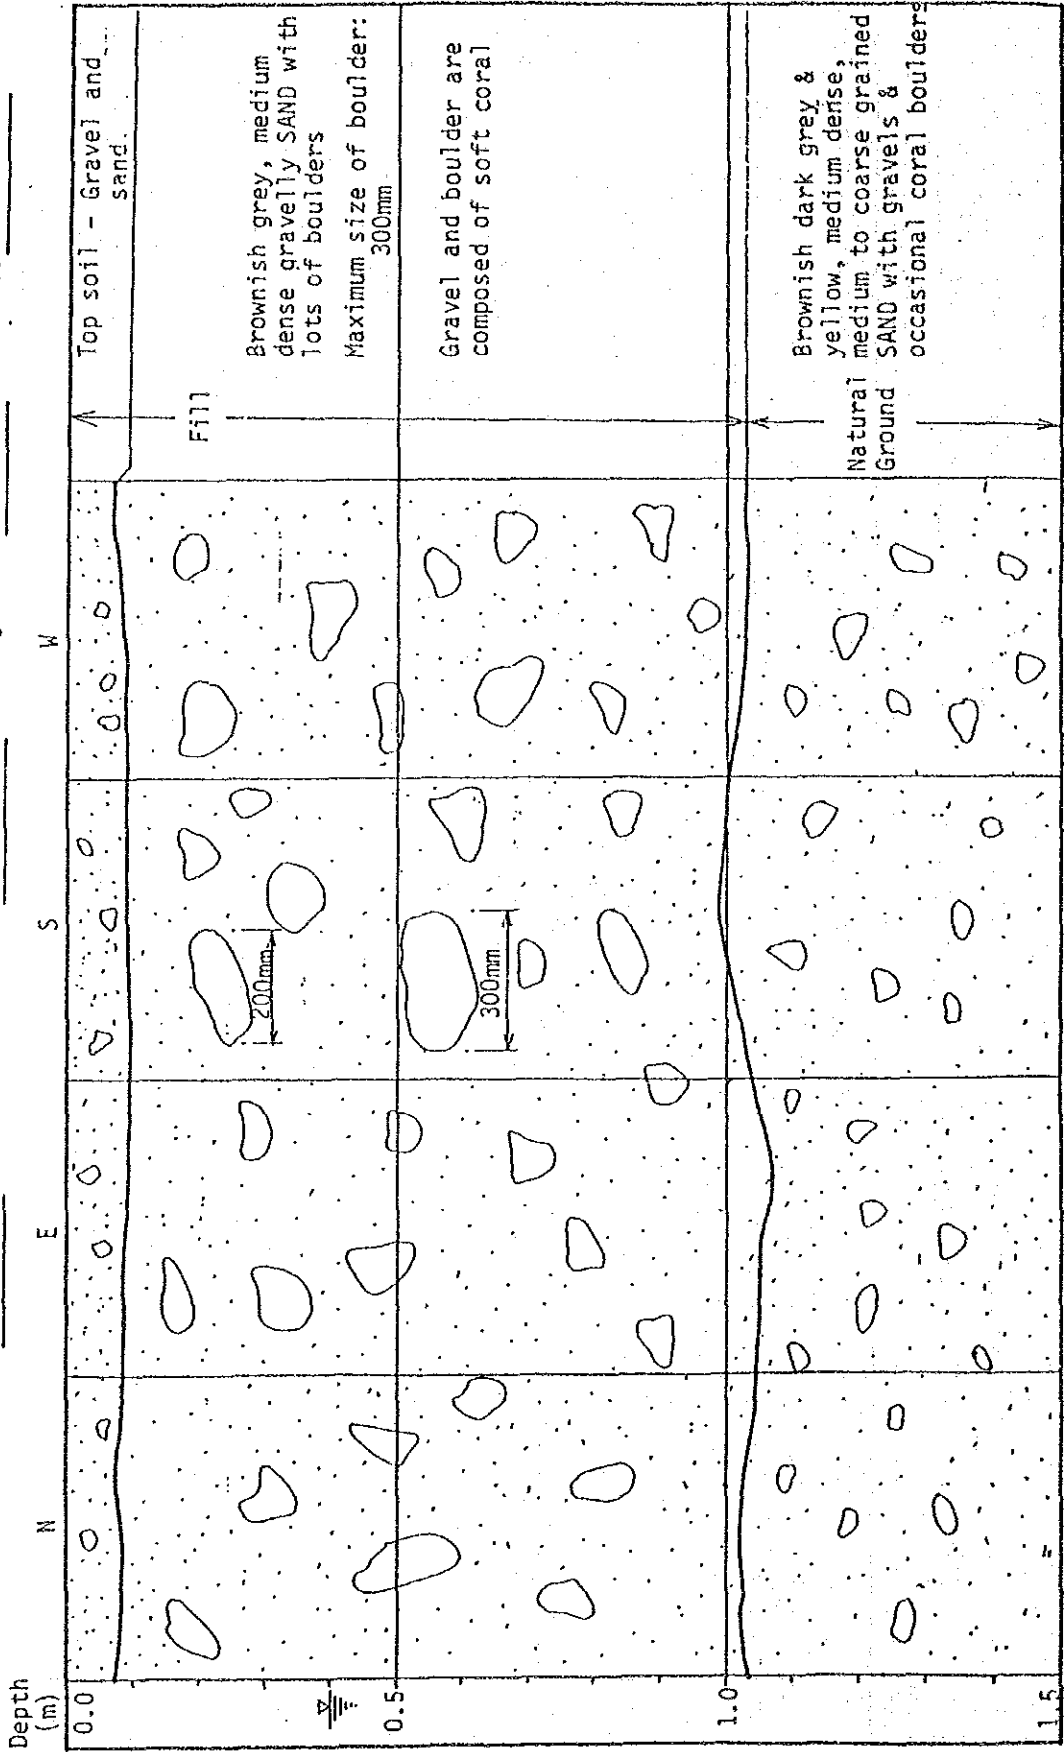 Depth
(m)
N
E
S
W
0.0
0.5
1.0
1.5
Top soil - Gravel and
sand.
Fill
Brownish grey, medium
dense gravelly SAND with
lots of boulders
Maximum size of boulder:
300mm
Gravel and boulder are
composed of soft coral
200mm
300mm
Natural
Ground
Brownish dark grey &
yellow, medium dense,
medium to coarse grained
SAND with gravels &
occasional coral boulders